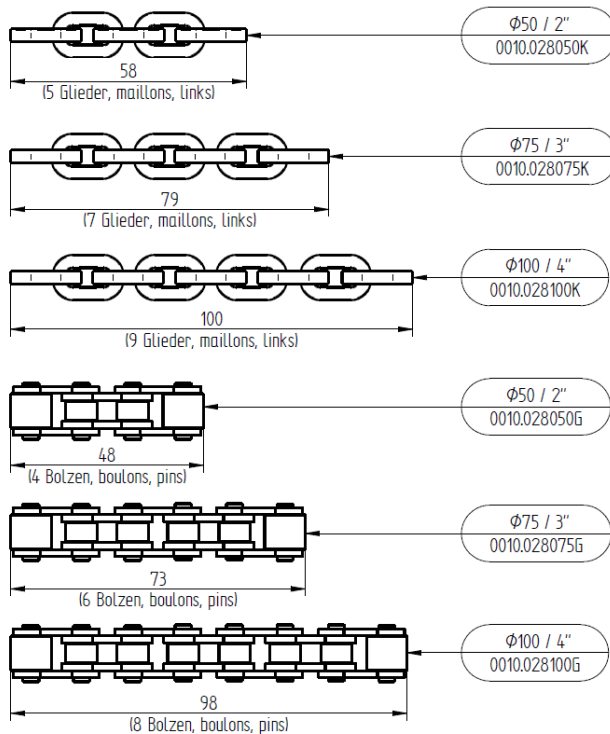 Φ50 / 2"
0010.028050K
58
(5 Glieder, maillons, links)
Φ75 / 3"
0010.028075K
79
(7 Glieder, maillons, links)
Φ100 / 4"
0010.028100K
100
(9 Glieder, maillons, links)
Φ50 / 2"
0010.028050G
48
(4 Bolzen, boulons, pins)
Φ75 / 3"
0010.028075G
73
(6 Bolzen, boulons, pins)
Φ100 / 4"
0010.028100G
98
(8 Bolzen, boulons, pins)